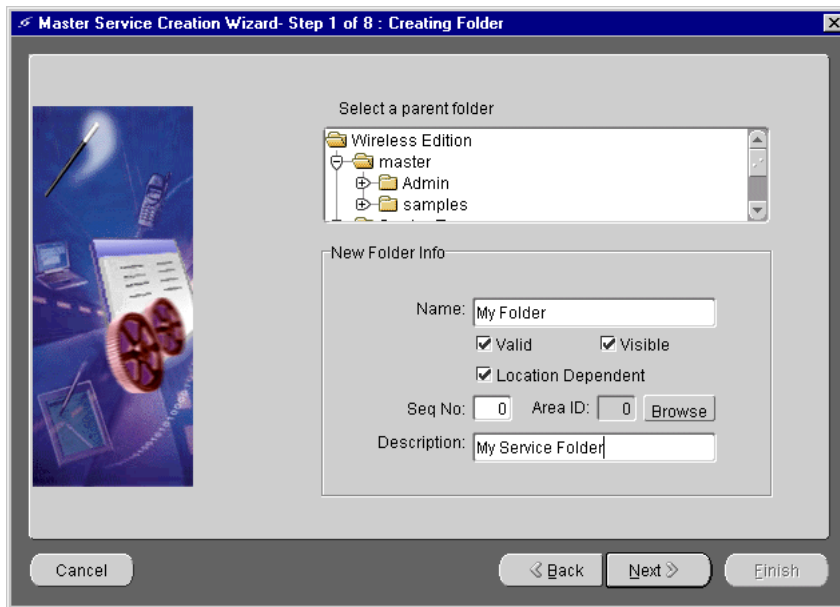 Master Service Creation Wizard- Step 1 of 8 : Creating Folder
Select a parent folder
Wireless Edition
master
Admin
samples
New Folder Info
Name: My Folder
Valid Visible
Location Dependent
Seq No: 0 Area ID: 0 Browse
Description: My Service Folder
Cancel Back Next Finish